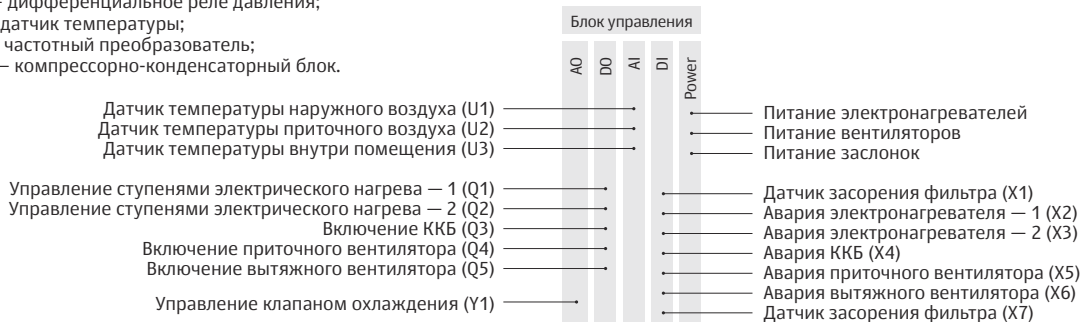 – дифференциальное реле давления;
датчик температуры;
частотный преобразователь;
– компрессорно-конденсаторный блок.
Блок управления
AO DO AI DI Power
Датчик температуры наружного воздуха (U1)
Датчик температуры приточного воздуха (U2)
Датчик температуры внутри помещения (U3)
Питание электронагревателей
Питание вентиляторов
Питание заслонок
Управление ступенями электрического нагрева — 1 (Q1)
Управление ступенями электрического нагрева — 2 (Q2)
Включение ККБ (Q3)
Включение приточного вентилятора (Q4)
Включение вытяжного вентилятора (Q5)
Управление клапаном охлаждения (Y1)
Датчик засорения фильтра (X1)
Авария электронагревателя — 1 (X2)
Авария электронагревателя — 2 (X3)
Авария ККБ (X4)
Авария приточного вентилятора (X5)
Авария вытяжного вентилятора (X6)
Датчик засорения фильтра (X7)